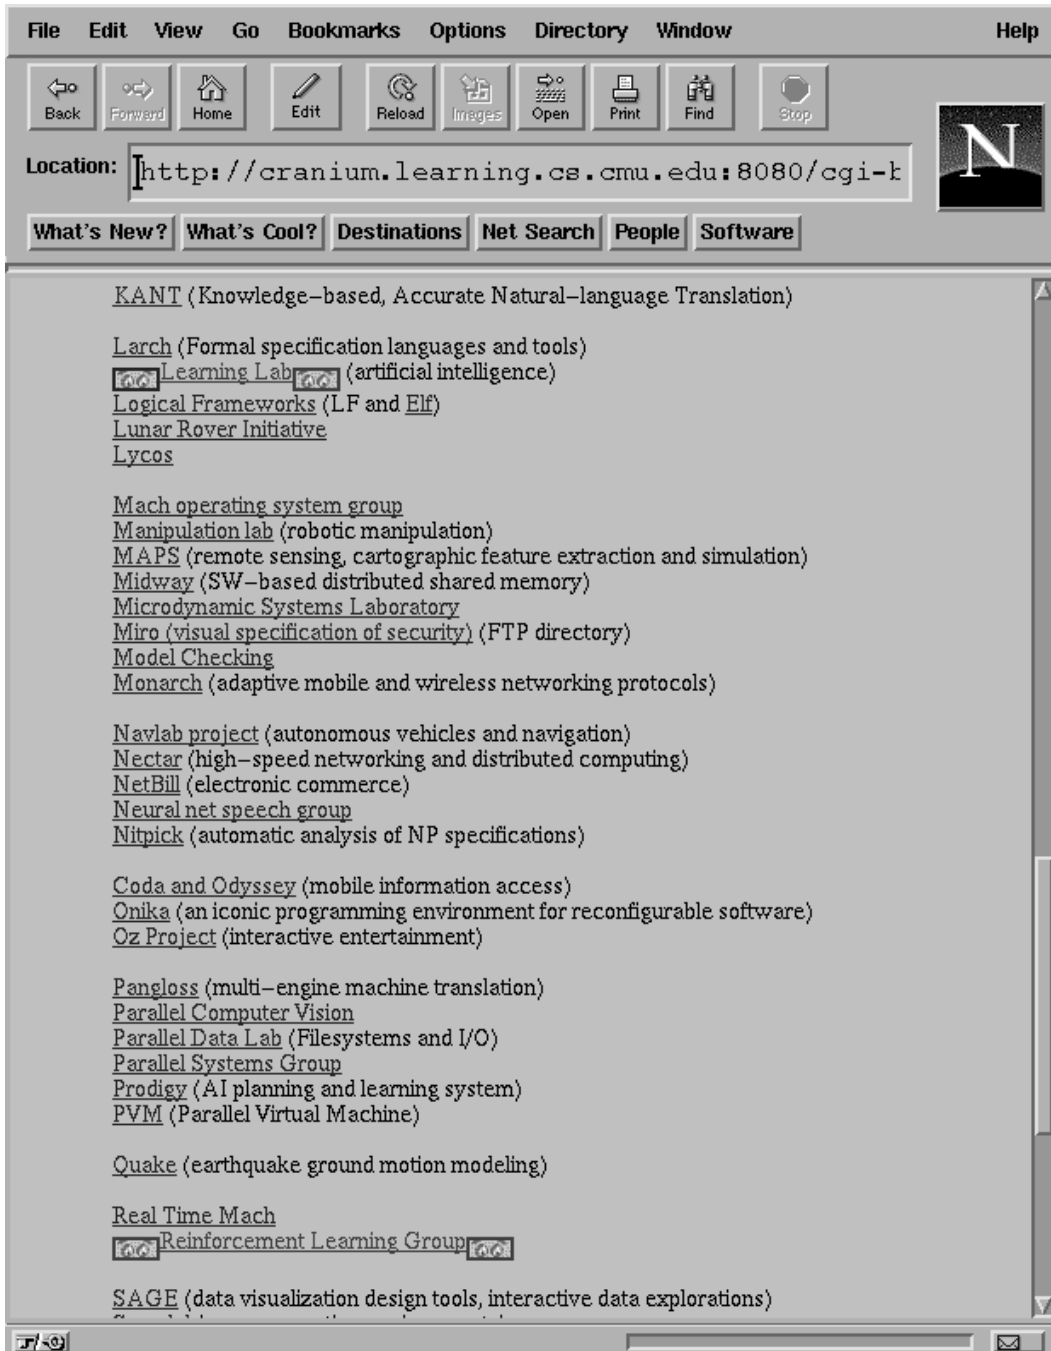 File Edit View Go Bookmarks Options Directory Window Help
Back Forward Home Edit Reload Images Open Print Find Stop
N
Location: http://cranium.learning.cs.cmu.edu:8080/cgi-b
What's New? What's Cool? Destinations Net Search People Software
KANT (Knowledge-based, Accurate Natural-language Translation)
Larch (Formal specification languages and tools)
Learning Lab (artificial intelligence)
Logical Frameworks (LF and Elf)
Lunar Rover Initiative
Lycos
Mach operating system group
Manipulation lab (robotic manipulation)
MAPS (remote sensing, cartographic feature extraction and simulation)
Midway (SW-based distributed shared memory)
Microdynamic Systems Laboratory
Miro (visual specification of security) (FTP directory)
Model Checking
Monarch (adaptive mobile and wireless networking protocols)
Navlab project (autonomous vehicles and navigation)
Nectar (high-speed networking and distributed computing)
NetBill (electronic commerce)
Neural net speech group
Nitpick (automatic analysis of NP specifications)
Coda and Odyssey (mobile information access)
Onika (an iconic programming environment for reconfigurable software)
Oz Project (interactive entertainment)
Pangloss (multi-engine machine translation)
Parallel Computer Vision
Parallel Data Lab (Filesystems and I/O)
Parallel Systems Group
Prodigy (AI planning and learning system)
PVM (Parallel Virtual Machine)
Quake (earthquake ground motion modeling)
Real Time Mach
Reinforcement Learning Group
SAGE (data visualization design tools, interactive data explorations)